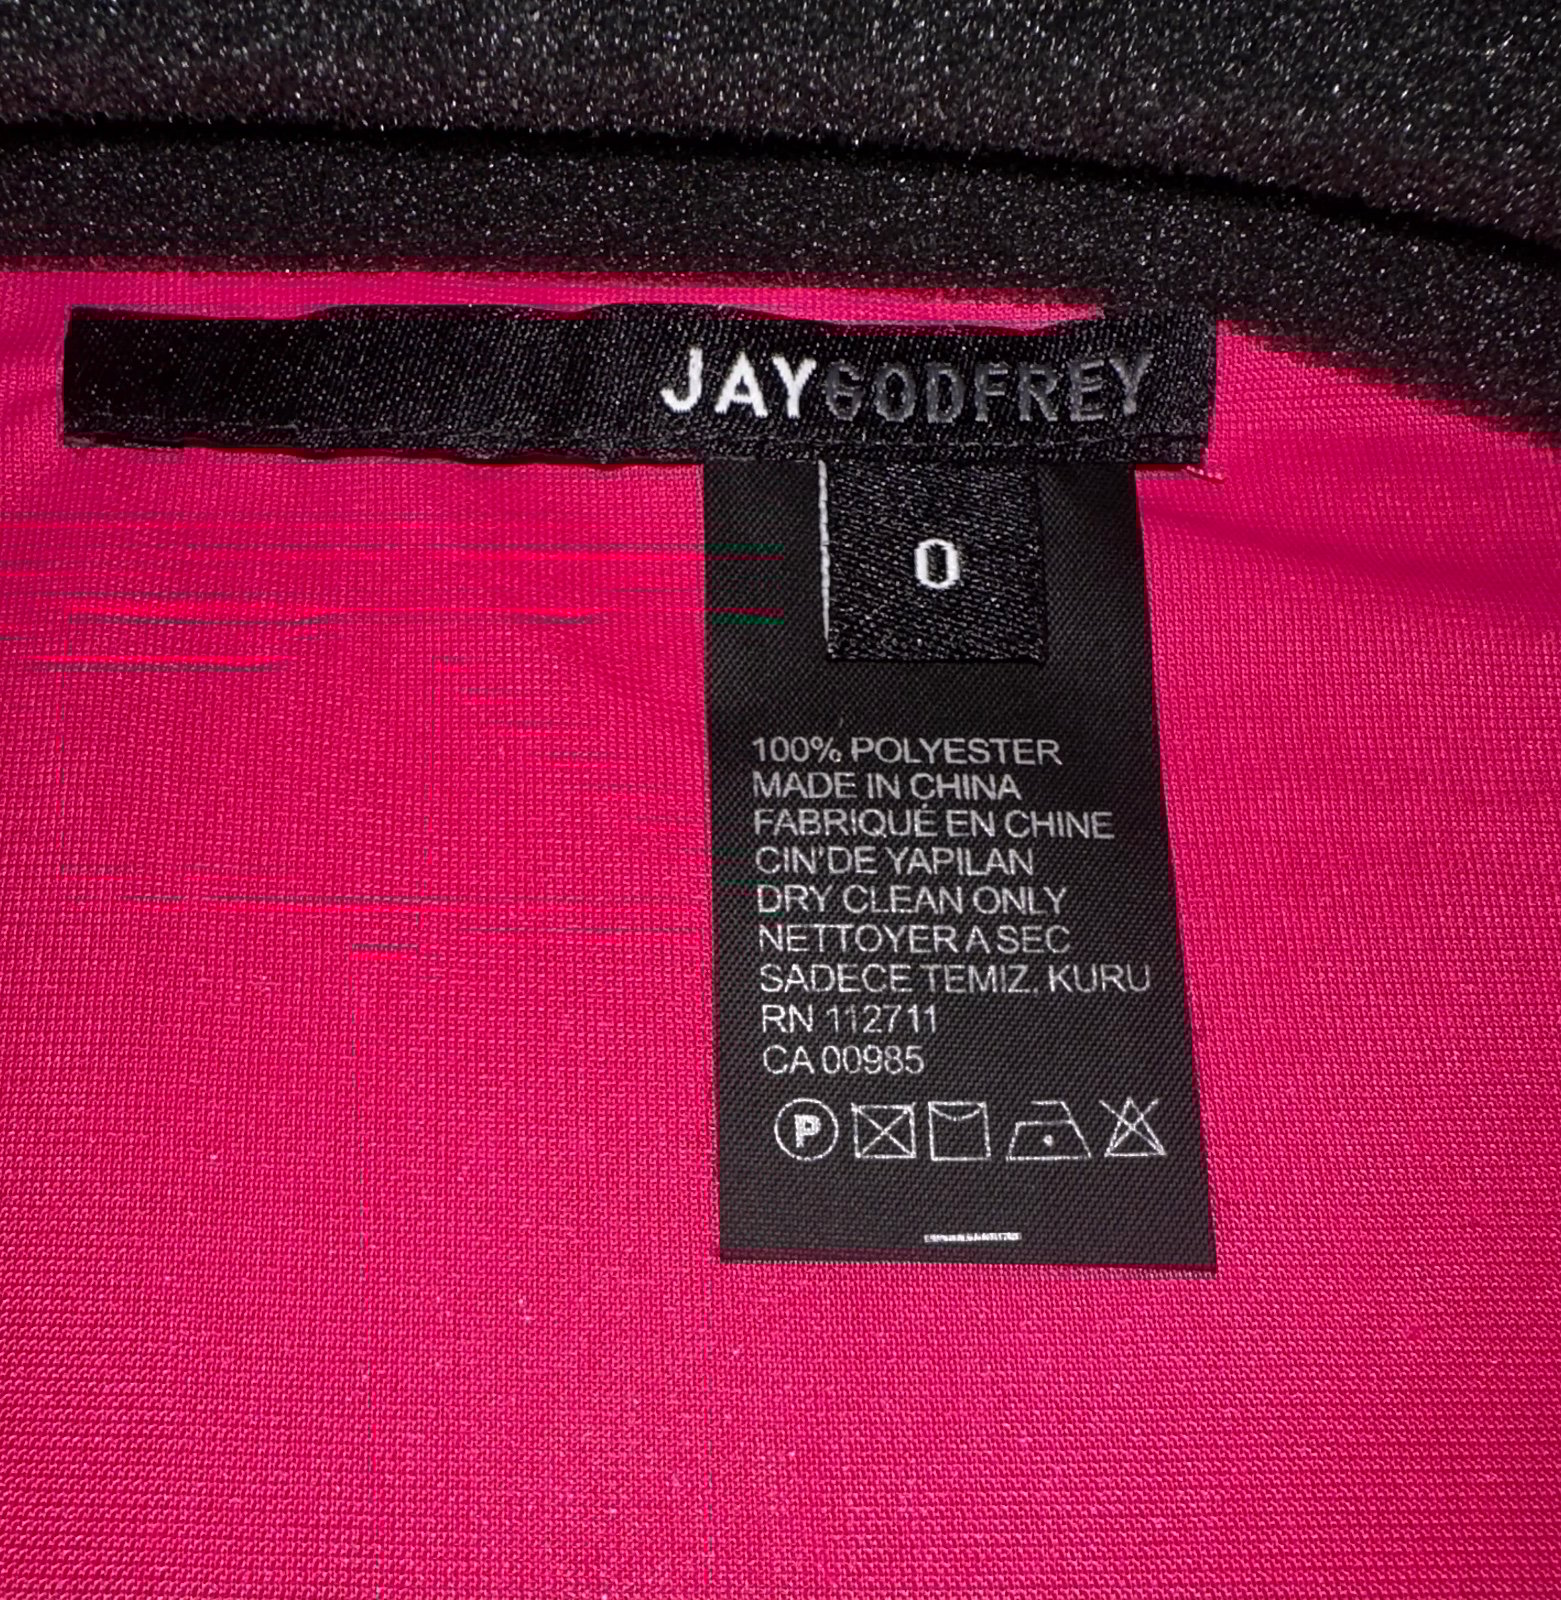 JAYGODFREY
0
100% POLYESTER
MADE IN CHINA
FABRIQUÉ EN CHINE
CIN'DE YAPILAN
DRY CLEAN ONLY
NETTOYER A SEC
SADECE TEMIZ, KURU
RN 112711
CA 00985
P